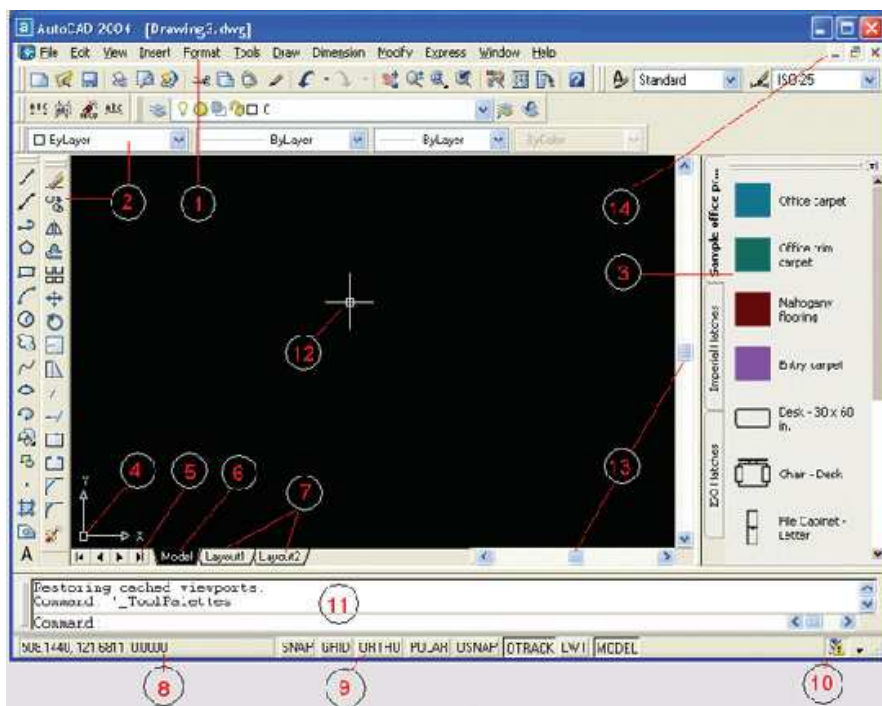 AutoCAD 2004 [Drawing3.dwg]
File Edit View Insert Format Tools Draw Dimension Modify Express Window Help
Standard ISO-25
ByLayer ByLayer ByLayer ByColor
2
1
14
Sample office pr...
Office carpet
3
Office trim
carpet
Mahogany
flooring
12
Imperial Hatches
Entry carpet
Desk - 30 x 60
in.
4
5
6
7
13
ISO Hatches
Chair - Desk
Y
X
File Cabinet -
Letter
A
Model Layout1 Layout2
Restoring cached viewports.
Command: '_ToolPalettes
11
Command:
SNAP GRID ORTHO POLAR OSNAP OTRACK LWT MODEL
8
9
10